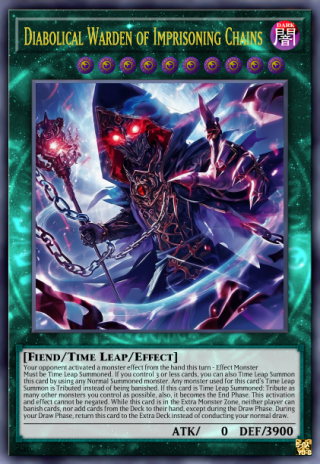 Diabolical Warden of Imprisoning Chains
DARK
闇
[Fiend/Time Leap/Effect]
Your opponent activated a monster effect from the hand this turn - Effect Monster
Must be Time Leap Summoned. If you control 3 or less cards, you can also Time Leap Summon
this card by using any Normal Summoned monster. Any monster used for this card's Time Leap
Summon is Tributed instead of being banished. If this card is Time Leap Summoned: Tribute as
many other monsters you control as possible, also, it becomes the End Phase. This activation
and effect cannot be negated. While this card is in the Extra Monster Zone, neither player can
banish cards, nor add cards from the Deck to their hand, except during the Draw Phase. During
your Draw Phase, return this card to the Extra Deck instead of conducting your normal draw.
ATK/ 0 DEF/3900